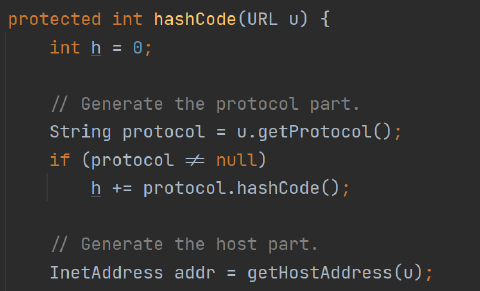 protected int hashCode(URL u) {
    int h = 0;

    // Generate the protocol part.
    String protocol = u.getProtocol();
    if (protocol ≠ null)
        h += protocol.hashCode();

    // Generate the host part.
    InetAddress addr = getHostAddress(u);